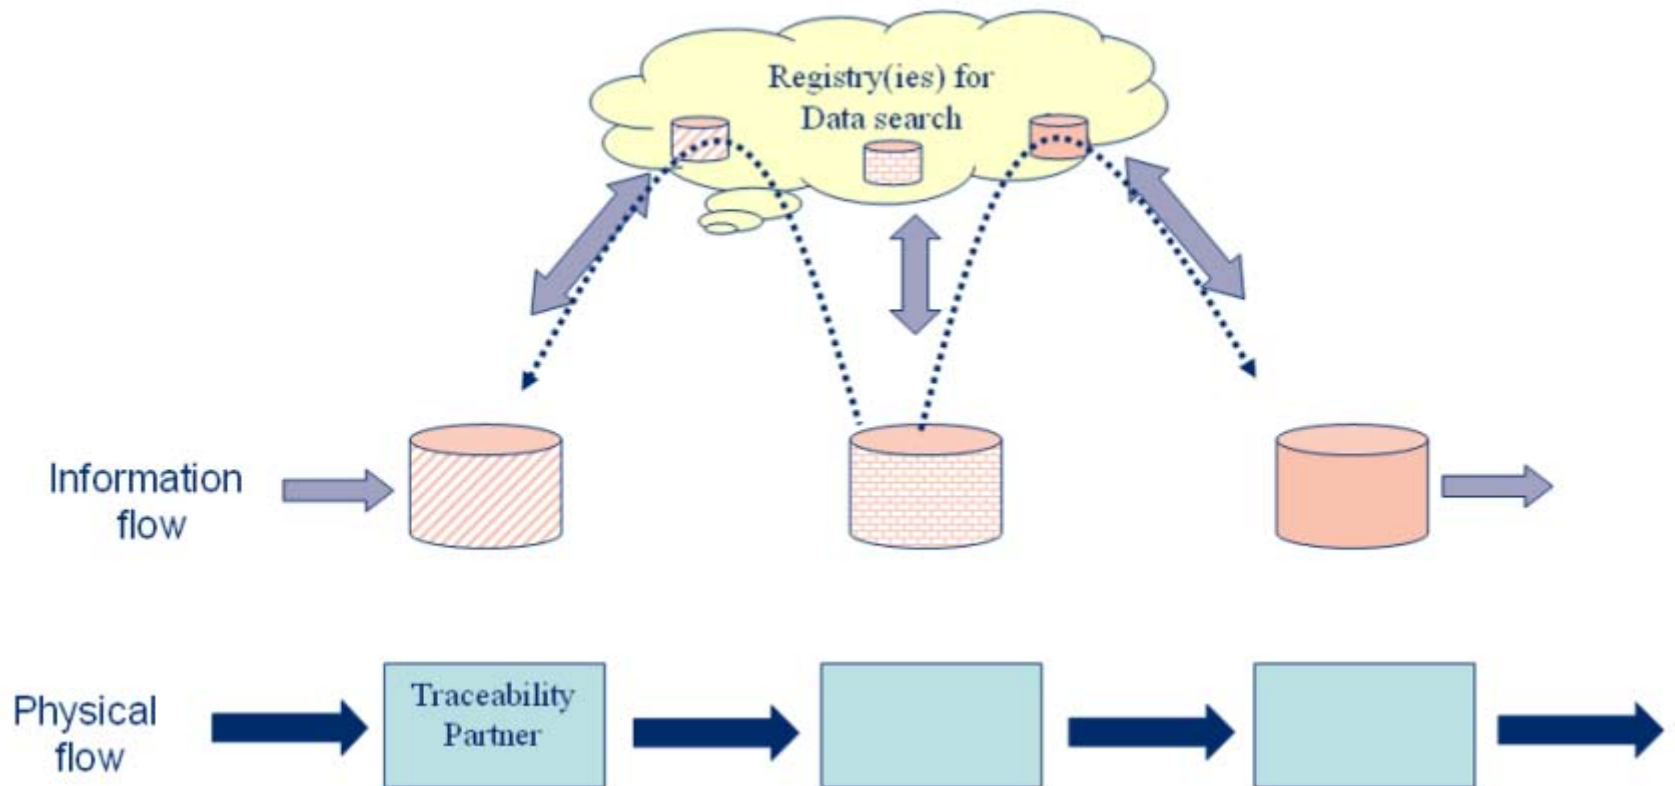 Registry(ies) for
Data search
Information
flow
Traceability
Partner
Physical
flow